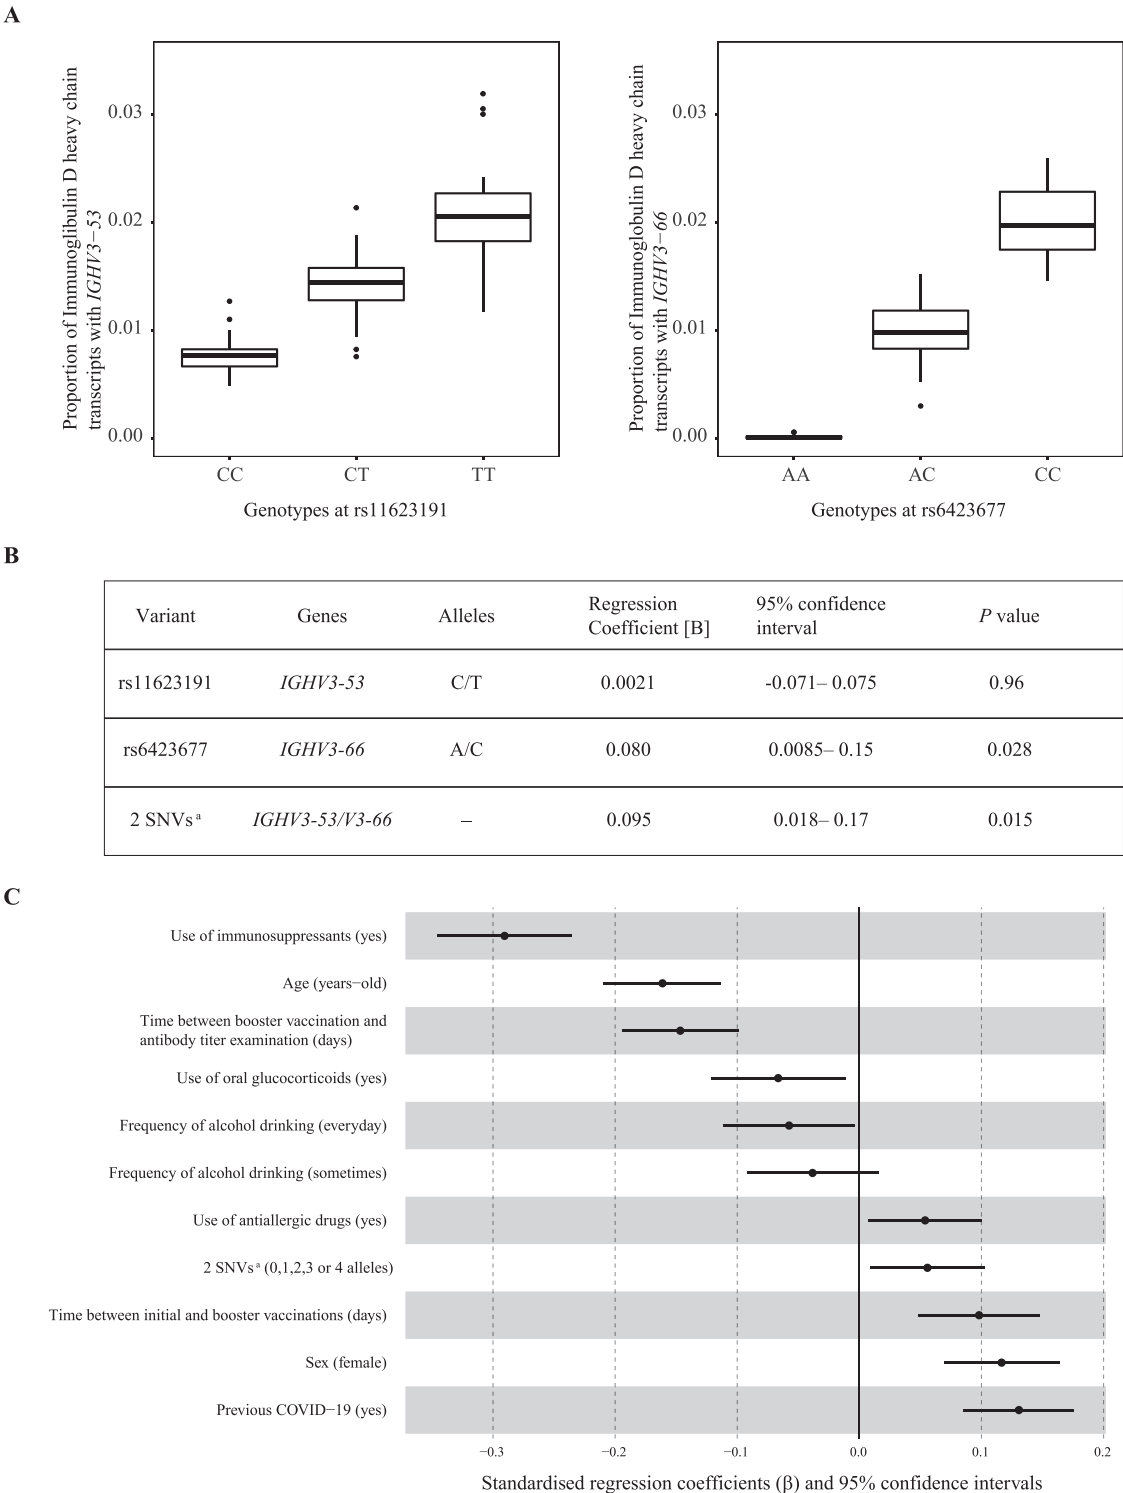 A
Proportion of Immunoglibulin D heavy chain
transcripts with IGHV3−53
0.03
0.02
0.01
0.00
CC CT TT
Genotypes at rs11623191
Proportion of Immunoglobulin D heavy chain
transcripts with IGHV3−66
0.03
0.02
0.01
0.00
AA AC CC
Genotypes at rs6423677
B
Variant Genes Alleles Regression Coefficient [B] 95% confidence interval P value
rs11623191 IGHV3-53 C/T 0.0021 -0.071– 0.075 0.96
rs6423677 IGHV3-66 A/C 0.080 0.0085– 0.15 0.028
2 SNVs a IGHV3-53/V3-66 – 0.095 0.018– 0.17 0.015
C
Use of immunosuppressants (yes)
Age (years−old)
Time between booster vaccination and
antibody titer examination (days)
Use of oral glucocorticoids (yes)
Frequency of alcohol drinking (everyday)
Frequency of alcohol drinking (sometimes)
Use of antiallergic drugs (yes)
2 SNVs a (0,1,2,3 or 4 alleles)
Time between initial and booster vaccinations (days)
Sex (female)
Previous COVID−19 (yes)
−0.3 −0.2 −0.1 0.0 0.1 0.2
Standardised regression coefficients (β) and 95% confidence intervals